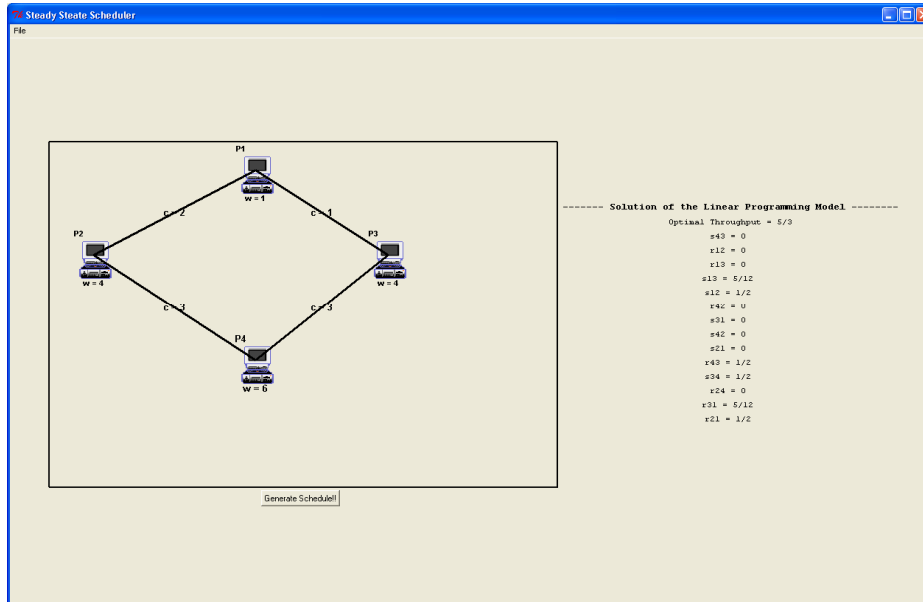 Steady Steate Scheduler
File
P1
w = 1
c = 2
c = 1
P2
P3
w = 4
w = 4
c = 3
c = 3
P4
w = 6
Generate Schedule!!
------- Solution of the Linear Programming Model --------
Optimal Throughput = 5/3
s43 = 0
r12 = 0
r13 = 0
s13 = 5/12
s12 = 1/2
r42 = 0
s31 = 0
s42 = 0
s21 = 0
r43 = 1/2
s34 = 1/2
r24 = 0
r31 = 5/12
r21 = 1/2